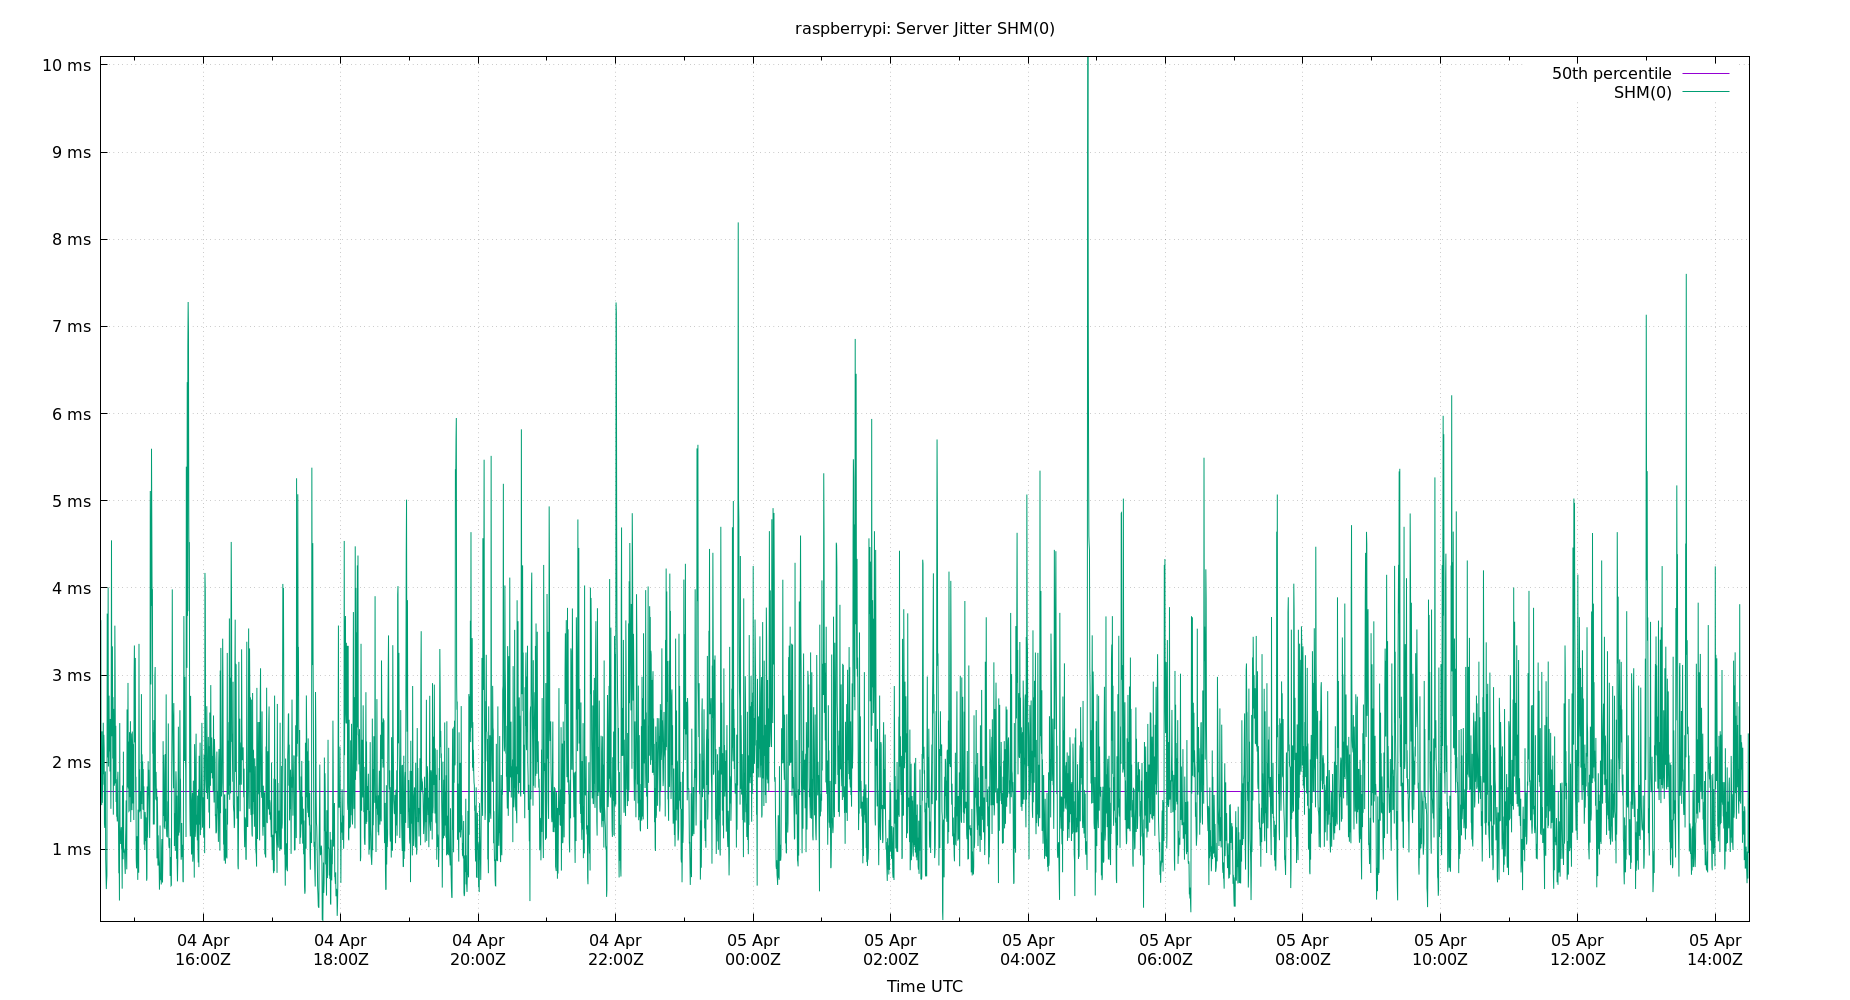 raspberrypi: Server Jitter SHM(0)
10 ms
9 ms
8 ms
7 ms
6 ms
5 ms
4 ms
3 ms
2 ms
1 ms
50th percentile
SHM(0)
04 Apr
16:00Z
04 Apr
18:00Z
04 Apr
20:00Z
04 Apr
22:00Z
05 Apr
00:00Z
05 Apr
02:00Z
05 Apr
04:00Z
05 Apr
06:00Z
05 Apr
08:00Z
05 Apr
10:00Z
05 Apr
12:00Z
05 Apr
14:00Z
Time UTC